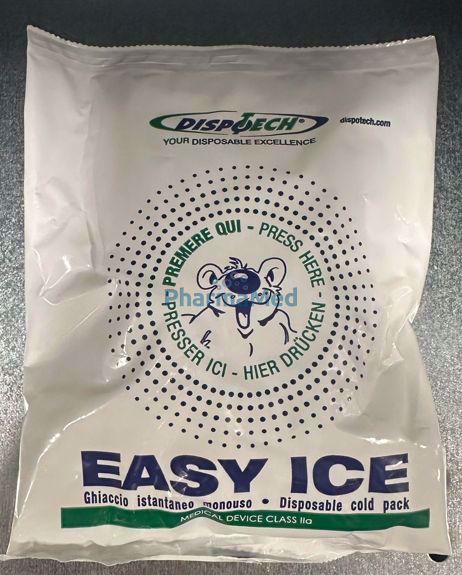 DISPOTECH®
dispotech.com
YOUR DISPOSABLE EXCELLENCE
PREMERE QUI - PRESS HERE
PharmaMed
PRESSER ICI - HIER DRÜCKEN
EASY ICE
Ghiaccio istantaneo monouso • Disposable cold pack
MEDICAL DEVICE CLASS IIa